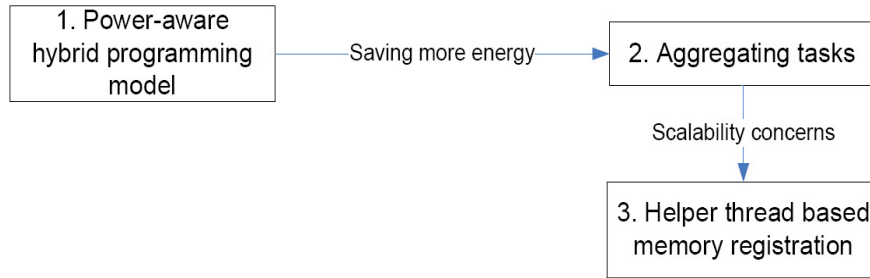 1. Power-aware
hybrid programming
model
Saving more energy
2. Aggregating tasks
Scalability concerns
3. Helper thread based
memory registration